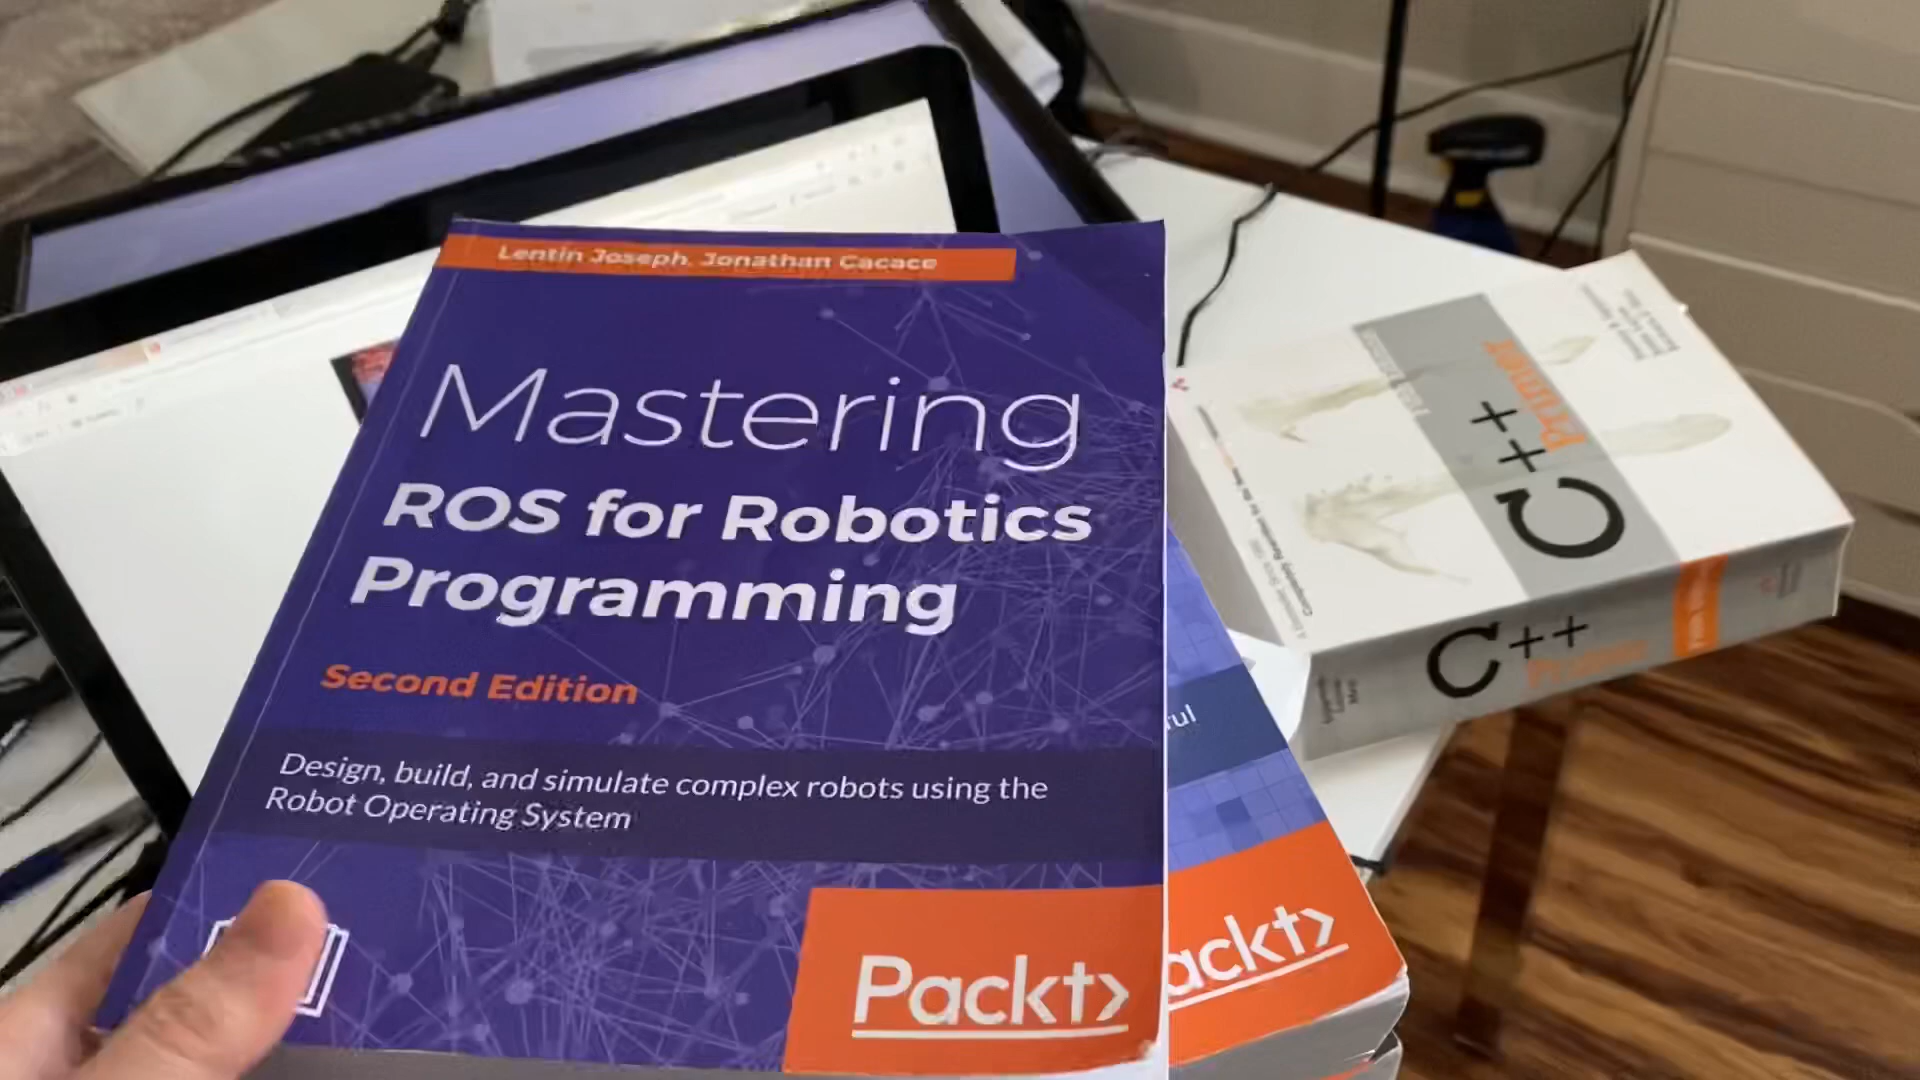 Lentin Joseph, Jonathan Cacace
Mastering
ROS for Robotics
Programming
Second Edition
Design, build, and simulate complex robots using the
Robot Operating System
Packt>
ful
ackt>
C++
Primer
C++
Primer